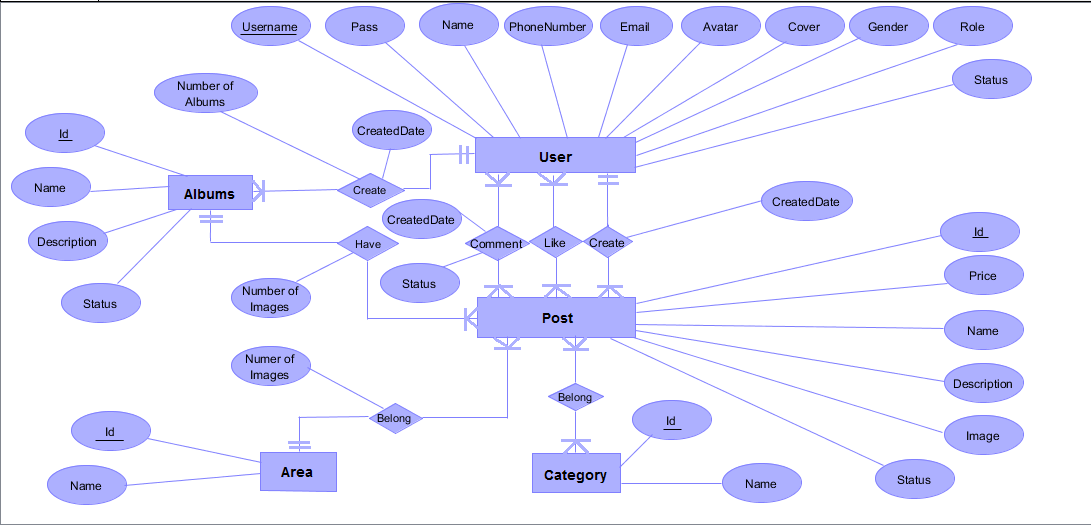 Username
Pass
Name
PhoneNumber
Email
Avatar
Cover
Gender
Role
Status
Number of
Albums
CreatedDate
Id
User
Name
Albums
Create
Description
CreatedDate
CreatedDate
Have
Comment
Like
Create
Id
Status
Price
Status
Number of
Images
Post
Name
Numer of
Images
Description
Belong
Belong
Id
Id
Image
Area
Category
Name
Name
Status